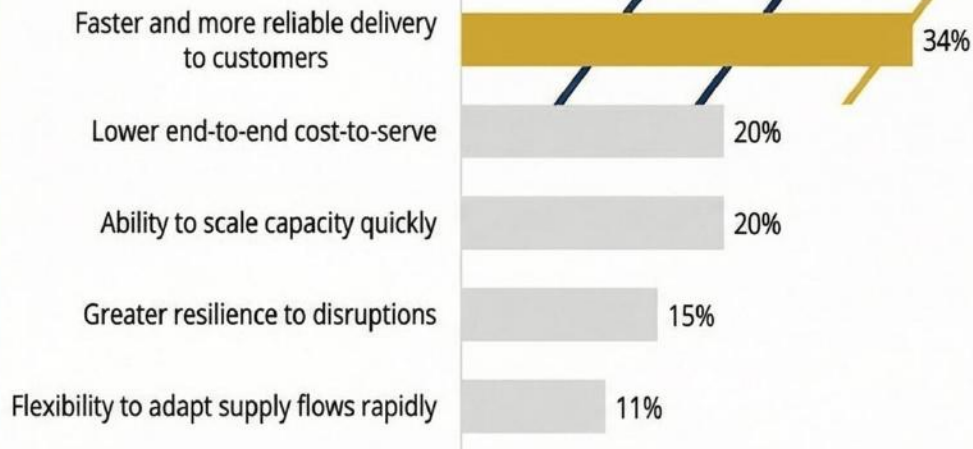 Faster and more reliable delivery
to customers
34%
Lower end-to-end cost-to-serve
20%
Ability to scale capacity quickly
20%
Greater resilience to disruptions
15%
Flexibility to adapt supply flows rapidly
11%